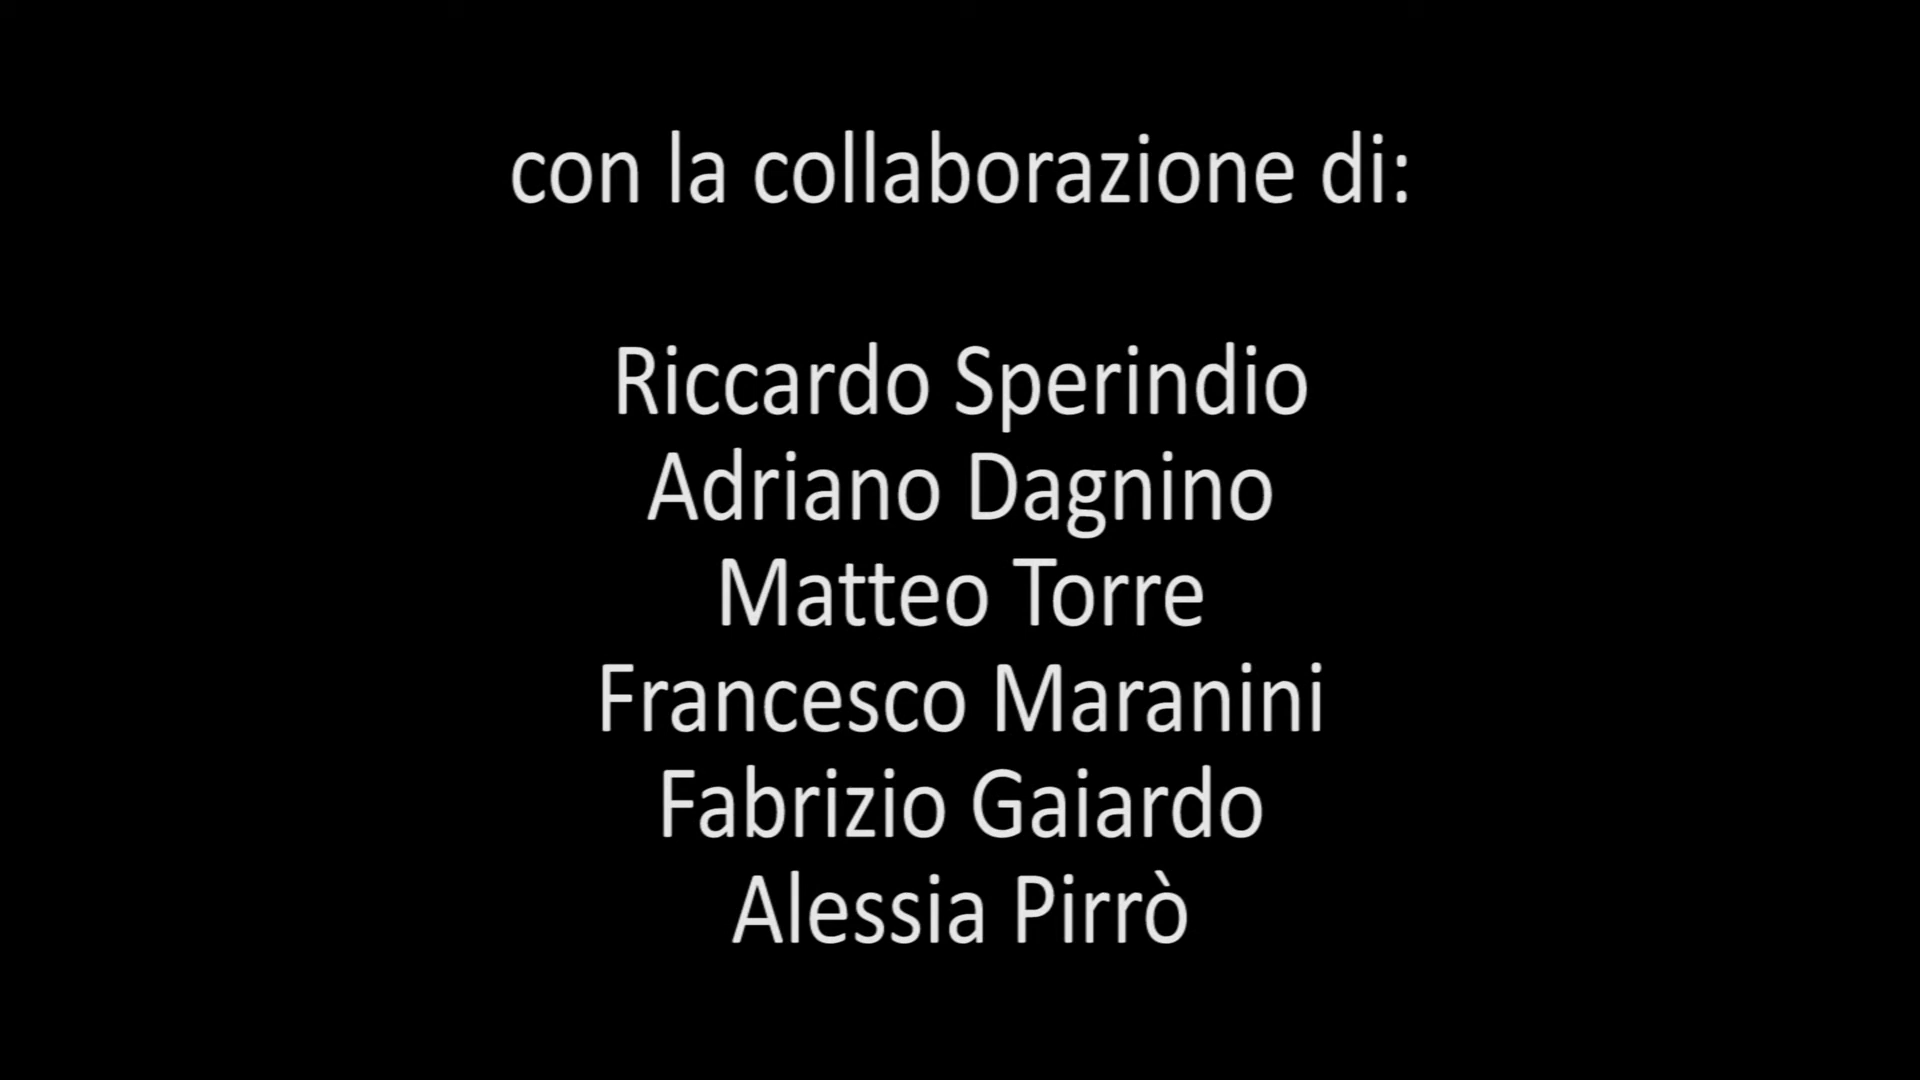 con la collaborazione di:
Riccardo Sperindio
Adriano Dagnino
Matteo Torre
Francesco Maranini
Fabrizio Gaiardo
Alessia Pirrò